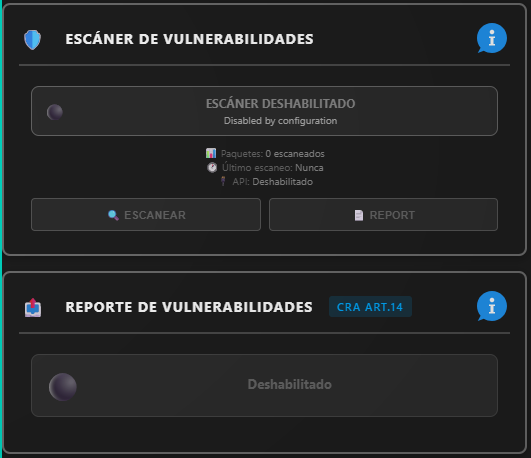 ESCÁNER DE VULNERABILIDADES
ESCÁNER DESHABILITADO
Disabled by configuration
Paquetes: 0 escaneados
Último escaneo: Nunca
API: Deshabilitado
ESCANEAR
REPORT
REPORTE DE VULNERABILIDADES
CRA ART.14
Deshabilitado